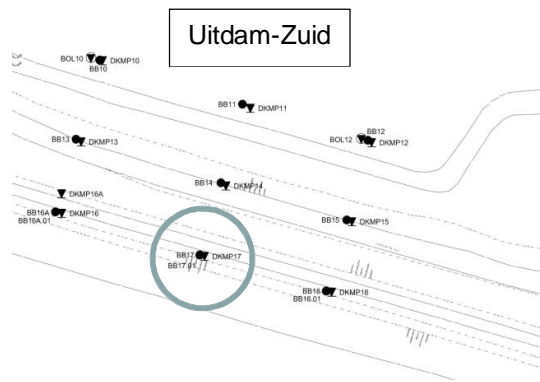 Uitdam-Zuid
BOL10 DKMP10
BB10
BB11 DKMP11
BB12
BOL12 DKMP12
BB13 DKMP13
BB14 DKMP14
DKMP16A
BB16A DKMP16
BB16A.01
BB15 DKMP15
BB17 DKMP17
BB17.01
BB18 DKMP18
BB18.01